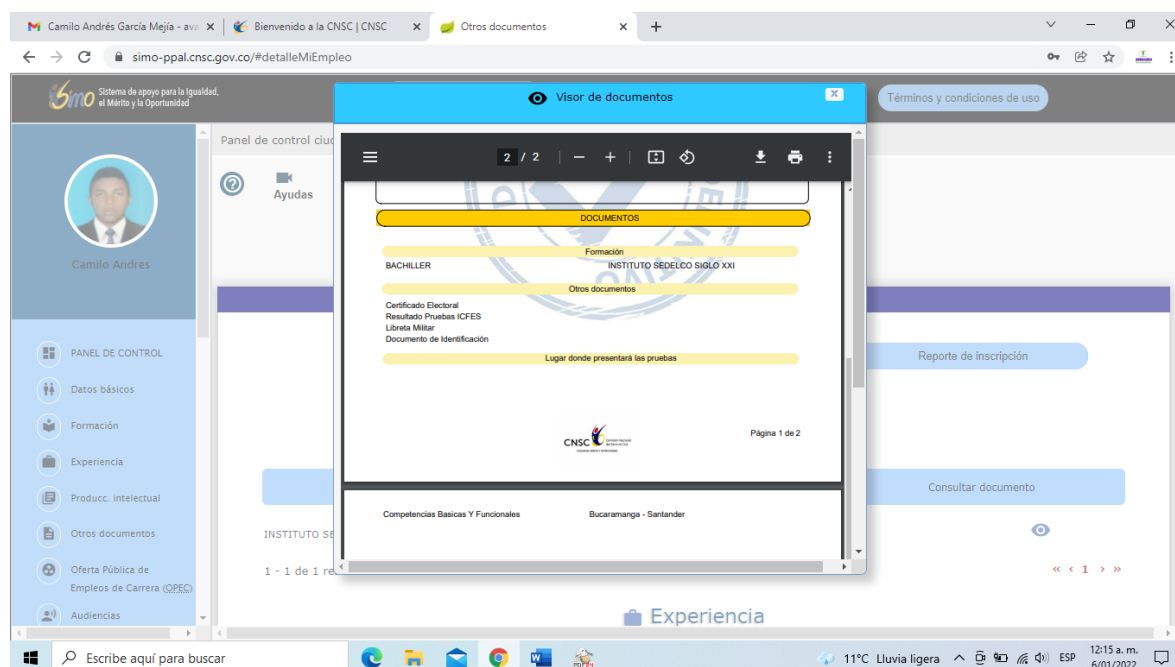 Camilo Andrés García Mejía - ava
Bienvenido a la CNSC | CNSC
Otros documentos
simo-ppal.cnsc.gov.co/#detalleMiEmpleo
Simo
Sistema de apoyo para la Igualdad,
el Mérito y la Oportunidad
Visor de documentos
Términos y condiciones de uso
Panel de control ciud
Ayudas
Camilo Andres
2 / 2
DOCUMENTOS
Formación
BACHILLER
INSTITUTO SEDELCO SIGLO XXI
Otros documentos
Certificado Electoral
Resultado Pruebas ICFES
Libreta Militar
Documento de Identificación
Lugar donde presentará las pruebas
CNSC
Página 1 de 2
Competencias Basicas Y Funcionales
Bucaramanga - Santander
PANEL DE CONTROL
Datos básicos
Formación
Experiencia
Producc. intelectual
Otros documentos
Oferta Pública de
Empleos de Carrera (OPEC)
Audiencias
Reporte de inscripción
Consultar documento
INSTITUTO SE
1 - 1 de 1 re
« ‹ 1 › »
Experiencia
Escribe aquí para buscar
11°C Lluvia ligera
ESP
12:15 a. m.
6/01/2022